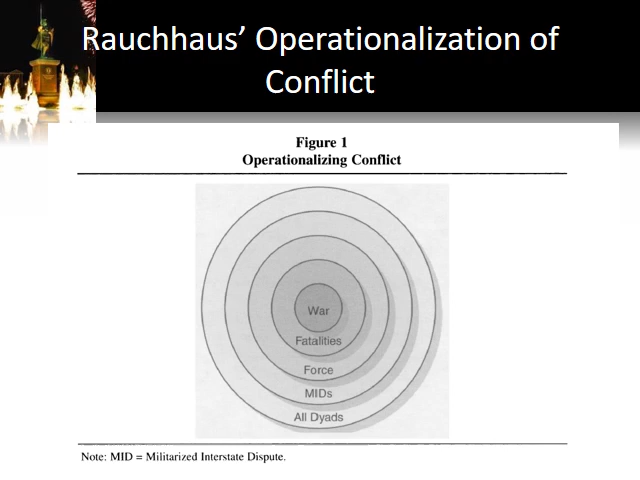 Rauchhaus’ Operationalization of
Conflict
Figure 1
Operationalizing Conflict
War
Fatalities
Force
MIDs
All Dyads
Note: MID = Militarized Interstate Dispute.